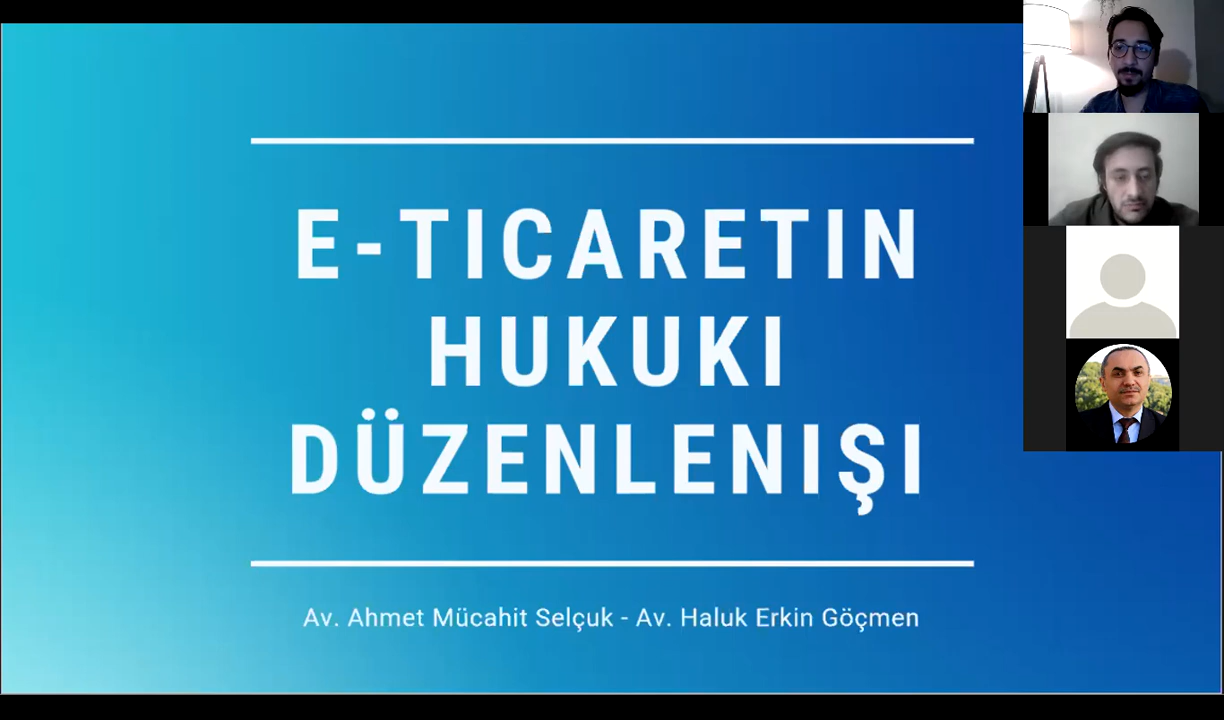 E-TICARETIN
HUKUKI
DÜZENLENIŞI
Av. Ahmet Mücahit Selçuk - Av. Haluk Erkin Göçmen